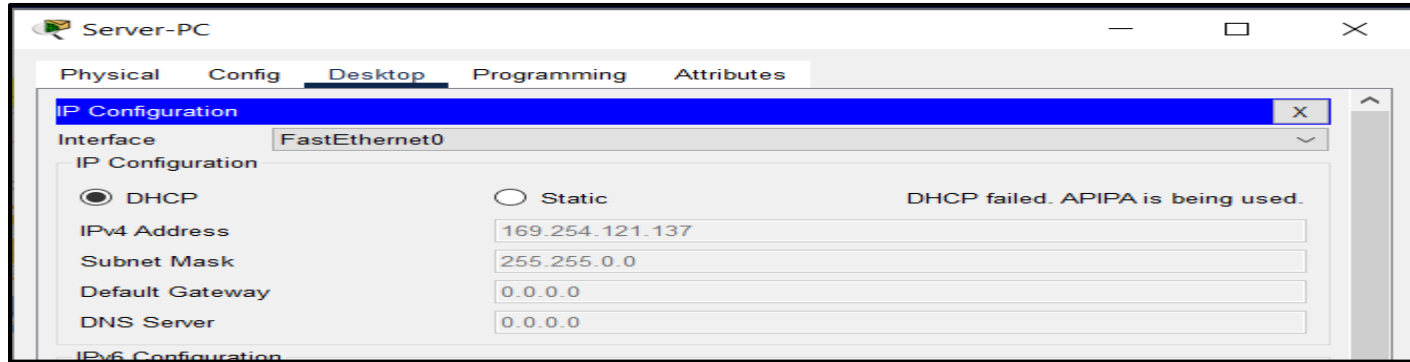 Server-PC
Physical Config Desktop Programming Attributes
IP Configuration X
Interface FastEthernet0
IP Configuration
DHCP Static DHCP failed. APIPA is being used.
IPv4 Address 169.254.121.137
Subnet Mask 255.255.0.0
Default Gateway 0.0.0.0
DNS Server 0.0.0.0
IPv6 Configuration